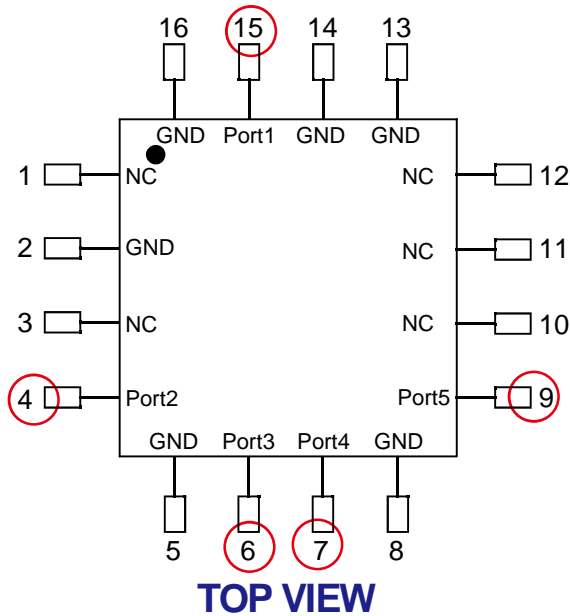 16 15 14 13
GND Port1 GND GND
1 NC NC 12
2 GND NC 11
3 NC NC 10
4 Port2 Port5 9
GND Port3 Port4 GND
5 6 7 8
TOP VIEW